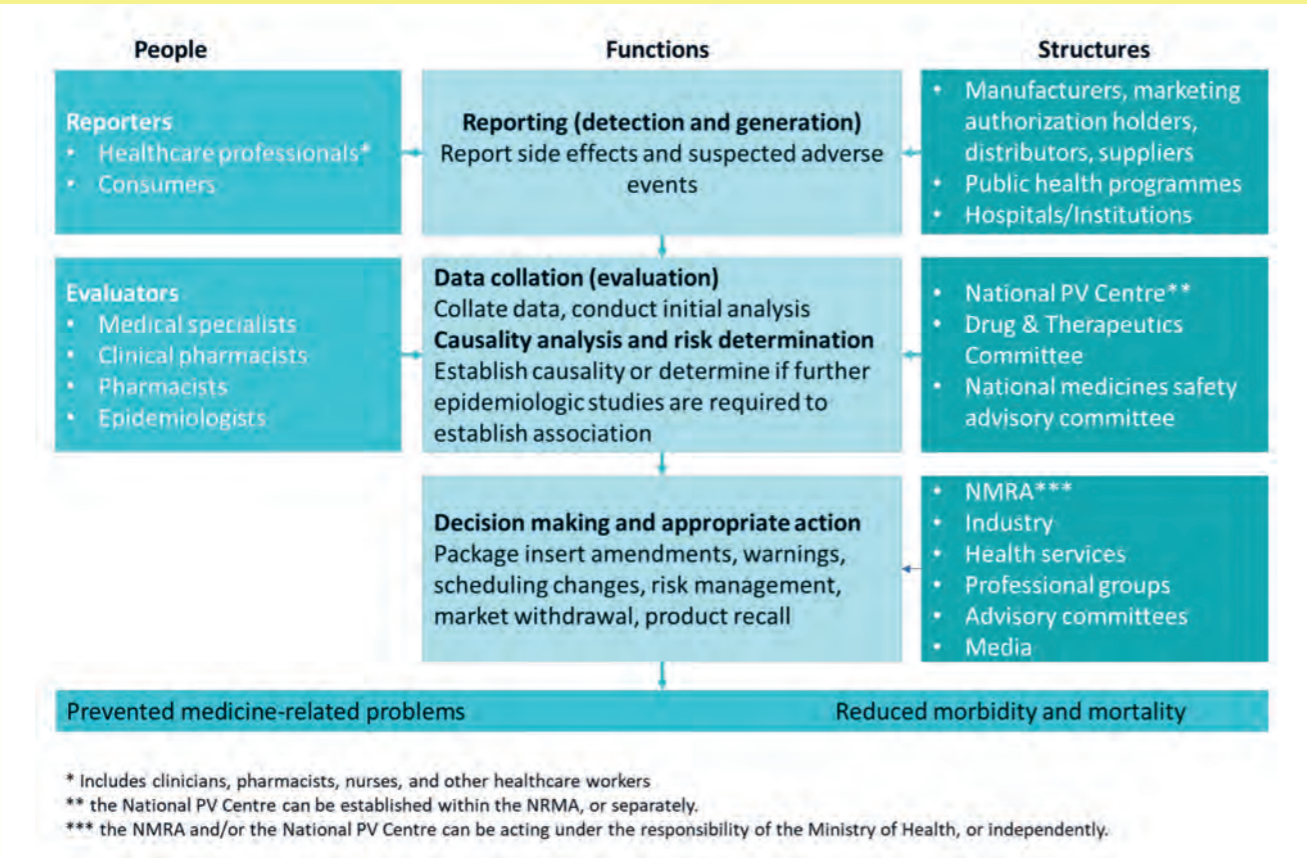 People
Functions
Structures
Reporters
• Healthcare professionals*
• Consumers
Reporting (detection and generation)
Report side effects and suspected adverse
events
• Manufacturers, marketing
authorization holders,
distributors, suppliers
• Public health programmes
• Hospitals/Institutions
Evaluators
• Medical specialists
• Clinical pharmacists
• Pharmacists
• Epidemiologists
Data collation (evaluation)
Collate data, conduct initial analysis
Causality analysis and risk determination
Establish causality or determine if further
epidemiologic studies are required to
establish association
• National PV Centre**
• Drug & Therapeutics
Committee
• National medicines safety
advisory committee
Decision making and appropriate action
Package insert amendments, warnings,
scheduling changes, risk management,
market withdrawal, product recall
• NMRA***
• Industry
• Health services
• Professional groups
• Advisory committees
• Media
Prevented medicine-related problems
Reduced morbidity and mortality
* Includes clinicians, pharmacists, nurses, and other healthcare workers
** the National PV Centre can be established within the NRMA, or separately.
*** the NMRA and/or the National PV Centre can be acting under the responsibility of the Ministry of Health, or independently.